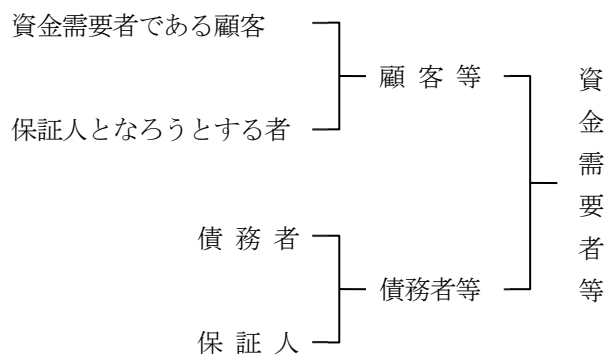 資金需要者である顧客
顧客等
保証人となろうとする者
債務者
債務者等
保証人
資金需要者等